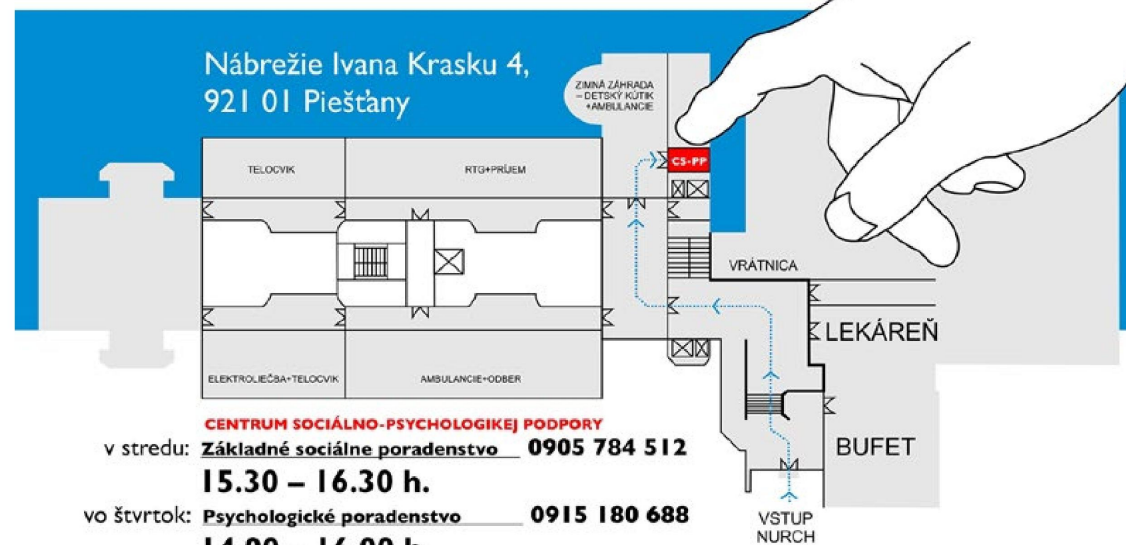 Nábrežie Ivana Krasku 4,
921 01 Piešťany
ZIMNÁ ZÁHRADA
– DETSKÝ KÚTIK
+AMBULANCIE
TELOCVIK
RTG+PRÍJEM
CS-PP
VRÁTNICA
LEKÁREŇ
ELEKTROLIEČBA+TELOCVIK
AMBULANCIE+ODBER
BUFET
VSTUP
NURCH
CENTRUM SOCIÁLNO-PSYCHOLOGIKEJ PODPORY
v stredu: Základné sociálne poradenstvo 0905 784 512
15.30 – 16.30 h.
vo štvrtok: Psychologické poradenstvo 0915 180 688